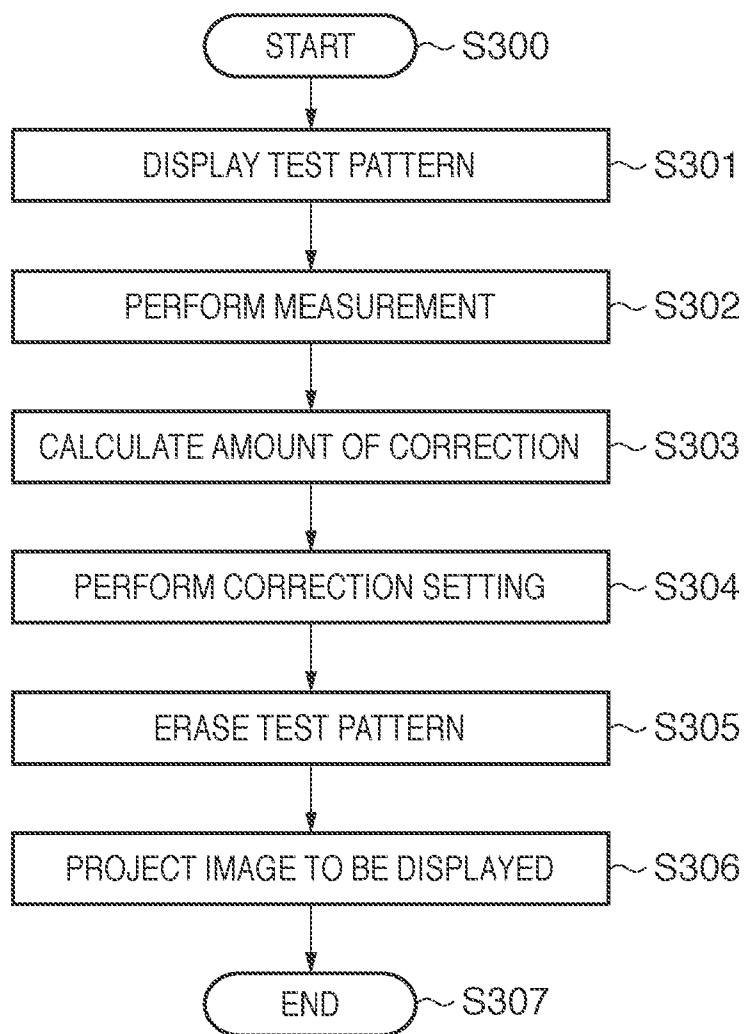 START S300
DISPLAY TEST PATTERN S301
PERFORM MEASUREMENT S302
CALCULATE AMOUNT OF CORRECTION S303
PERFORM CORRECTION SETTING S304
ERASE TEST PATTERN S305
PROJECT IMAGE TO BE DISPLAYED S306
END S307